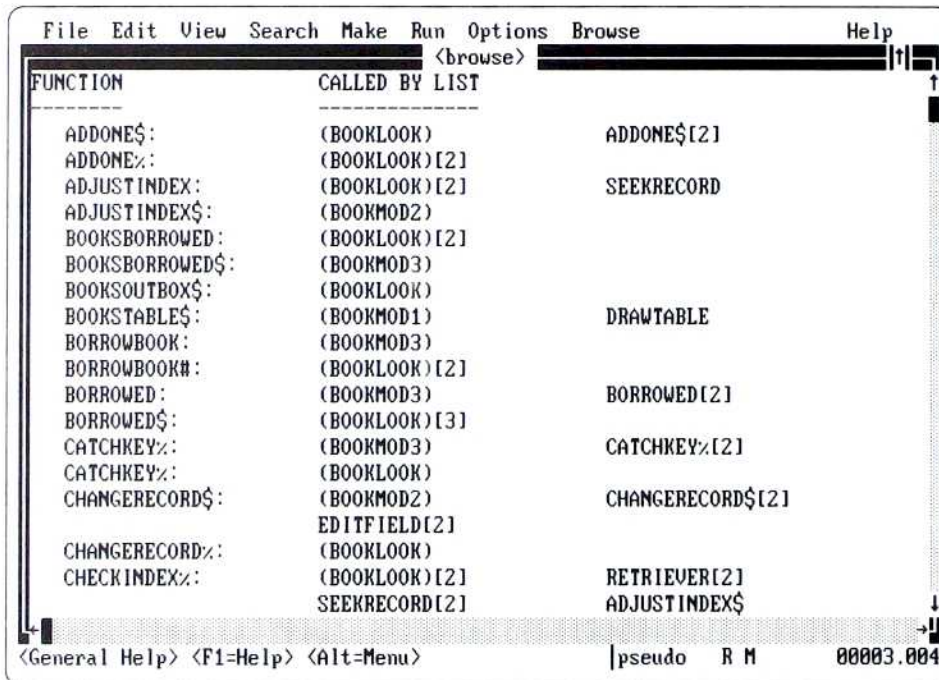 File Edit View Search Make Run Options Browse Help
<browse>
FUNCTION CALLED BY LIST
-------- --------------
ADDONE$: (BOOKLOOK) ADDONE$[2]
ADDONE%: (BOOKLOOK)[2]
ADJUSTINDEX: (BOOKLOOK)[2] SEEKRECORD
ADJUSTINDEX$: (BOOKMOD2)
BOOKSBORROWED: (BOOKLOOK)[2]
BOOKSBORROWED$: (BOOKMOD3)
BOOKSOUTBOX$: (BOOKLOOK)
BOOKSTABLE$: (BOOKMOD1) DRAWTABLE
BORROWBOOK: (BOOKMOD3)
BORROWBOOK#: (BOOKLOOK)[2]
BORROWED: (BOOKMOD3) BORROWED[2]
BORROWED$: (BOOKLOOK)[3]
CATCHKEY%: (BOOKMOD3) CATCHKEY%[2]
CATCHKEY%: (BOOKLOOK)
CHANGERECORD$: (BOOKMOD2) CHANGERECORD$[2]
EDITFIELD[2]
CHANGERECORD%: (BOOKLOOK)
CHECKINDEX%: (BOOKLOOK)[2] RETRIEVER[2]
SEEKRECORD[2] ADJUSTINDEX$
<General Help> <F1=Help> <Alt=Menu> pseudo R M 00003.004